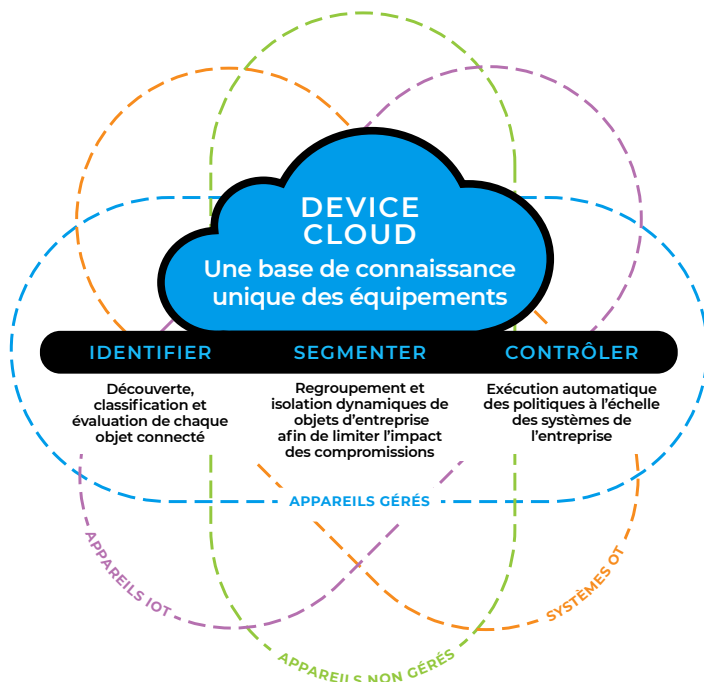 DEVICE
CLOUD
Une base de connaissance
unique des équipements
IDENTIFIER
SEGMENTER
CONTRÔLER
Découverte,
classification et
évaluation de chaque
objet connecté
Regroupement et
isolation dynamiques de
objets d'entreprise
afin de limiter l'impact
des compromissions
Exécution automatique
des politiques à l'échelle
des systèmes de
l'entreprise
APPAREILS GÉRÉS
APPAREILS IOT
SYSTÈMES OT
APPAREILS NON GÉRÉS